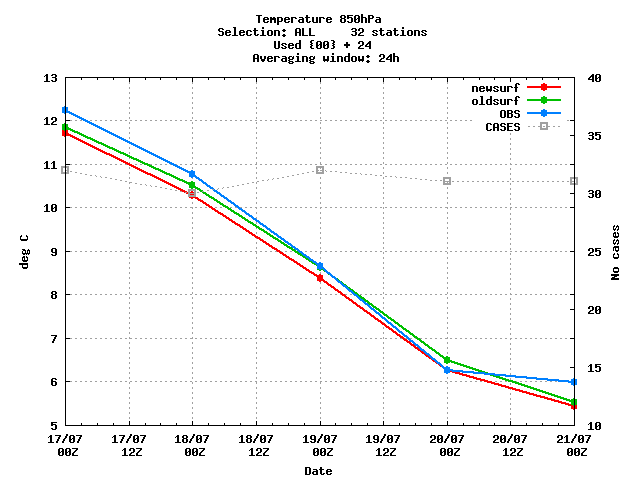 Temperature 850hPa
Selection: ALL 32 stations
Used {00} + 24
Averaging window: 24h
newsurf
oldsurf
OBS
CASES
deg C
13
12
11
10
9
8
7
6
5
40
35
30
25
20
15
10
No cases
17/07 17/07 18/07 18/07 19/07 19/07 20/07 20/07 21/07
00Z 12Z 00Z 12Z 00Z 12Z 00Z 12Z 00Z
Date